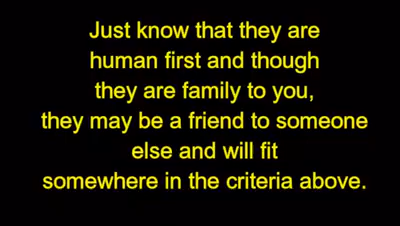 Just know that they are
human first and though
they are family to you,
they may be a friend to someone
else and will fit
somewhere in the criteria above.